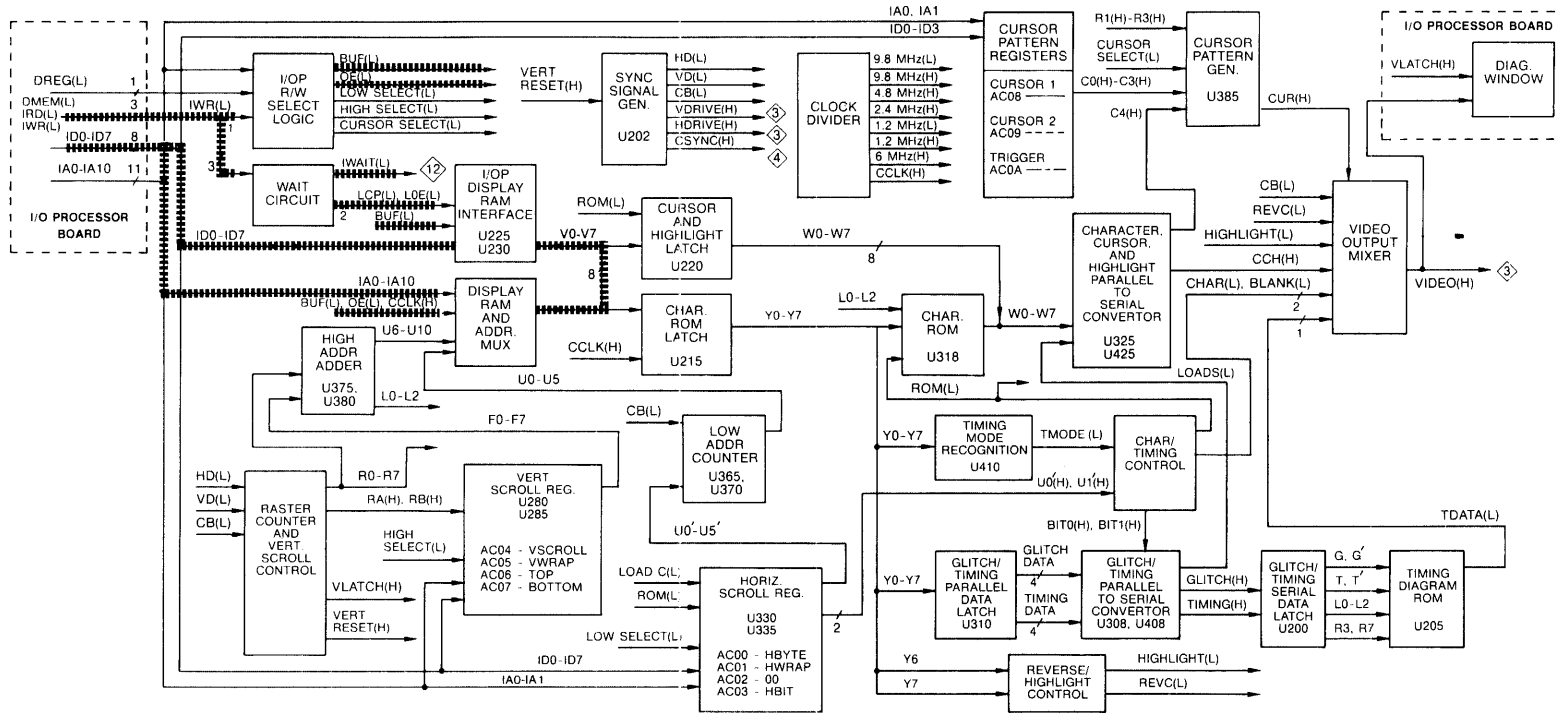 I/O PROCESSOR
BOARD
DREG(L)
1
DMEM(L)
3
IRD(L)
IWR(L)
IWR(L)
1
ID0-ID7
8
IA0-IA10
11
3
I/OP
R/W
SELECT
LOGIC
BUF(L)
OE(L)
LOW SELECT(L)
HIGH SELECT(L)
CURSOR SELECT(L)
WAIT
CIRCUIT
IWAIT(L)
12
LCP(L), LOE(L)
2
BUF(L)
I/OP
DISPLAY
RAM
INTERFACE
U225
U230
ID0-ID7
V0-V7
8
IA0-IA10
BUF(L), OE(L), CCLK(H)
DISPLAY
RAM
AND
ADDR.
MUX
VERT
RESET(H)
SYNC
SIGNAL
GEN.
U202
HD(L)
VD(L)
CB(L)
VDRIVE(H)
3
HDRIVE(H)
3
CSYNC(H)
4
CLOCK
DIVIDER
9.8 MHz(L)
9.8 MHz(H)
4.8 MHz(H)
2.4 MHz(H)
1.2 MHz(L)
1.2 MHz(H)
6 MHz(H)
CCLK(H)
IA0, IA1
ID0-ID3
CURSOR
PATTERN
REGISTERS
CURSOR 1
AC08
CURSOR 2
AC09
TRIGGER
AC0A
R1(H)-R3(H)
CURSOR
SELECT(L)
C0(H)-C3(H)
C4(H)
CURSOR
PATTERN
GEN.
U385
CUR(H)
I/O PROCESSOR BOARD
VLATCH(H)
DIAG.
WINDOW
ROM(L)
CURSOR
AND
HIGHLIGHT
LATCH
U220
W0-W7
8
CHAR.
ROM
LATCH
U215
CCLK(H)
Y0-Y7
L0-L2
CHAR.
ROM
U318
W0-W7
CHARACTER,
CURSOR,
AND
HIGHLIGHT
PARALLEL
TO
SERIAL
CONVERTOR
U325
U425
CB(L)
REVC(L)
HIGHLIGHT(L)
CCH(H)
CHAR(L), BLANK(L)
2
1
VIDEO
OUTPUT
MIXER
3
VIDEO(H)
LOADS(L)
ROM(L)
HIGH
ADDR
ADDER
U375,
U380
U6-U10
L0-L2
U0-U5
F0-F7
CB(L)
LOW
ADDR
COUNTER
U365,
U370
U0'-U5'
HD(L)
VD(L)
CB(L)
RASTER
COUNTER
AND
VERT.
SCROLL
CONTROL
R0-R7
RA(H), RB(H)
HIGH
SELECT(L)
VLATCH(H)
VERT
RESET(H)
VERT
SCROLL REG.
U280
U285
AC04 - VSCROLL
AC05 - VWRAP
AC06 - TOP
AC07 - BOTTOM
LOAD C(L)
ROM(L)
LOW SELECT(L)
ID0-ID7
IA0-IA1
HORIZ.
SCROLL REG.
U330
U335
AC00 - HBYTE
AC01 - HWRAP
AC02 - 00
AC03 - HBIT
2
Y0-Y7
TIMING
MODE
RECOGNITION
U410
TMODE (L)
U0'(H), U1'(H)
CHAR/
TIMING
CONTROL
BIT0(H), BIT1(H)
Y0-Y7
GLITCH/
TIMING
PARALLEL
DATA
LATCH
U310
GLITCH
DATA
4
TIMING
DATA
4
GLITCH/
TIMING
PARALLEL
TO SERIAL
CONVERTOR
U308, U408
GLITCH(H)
TIMING(H)
GLITCH/
TIMING
SERIAL
DATA
LATCH
U200
G, G'
T, T'
L0-L2
R3, R7
TIMING
DIAGRAM
ROM
U205
TDATA(L)
Y6
Y7
REVERSE/
HIGHLIGHT
CONTROL
HIGHLIGHT(L)
REVC(L)